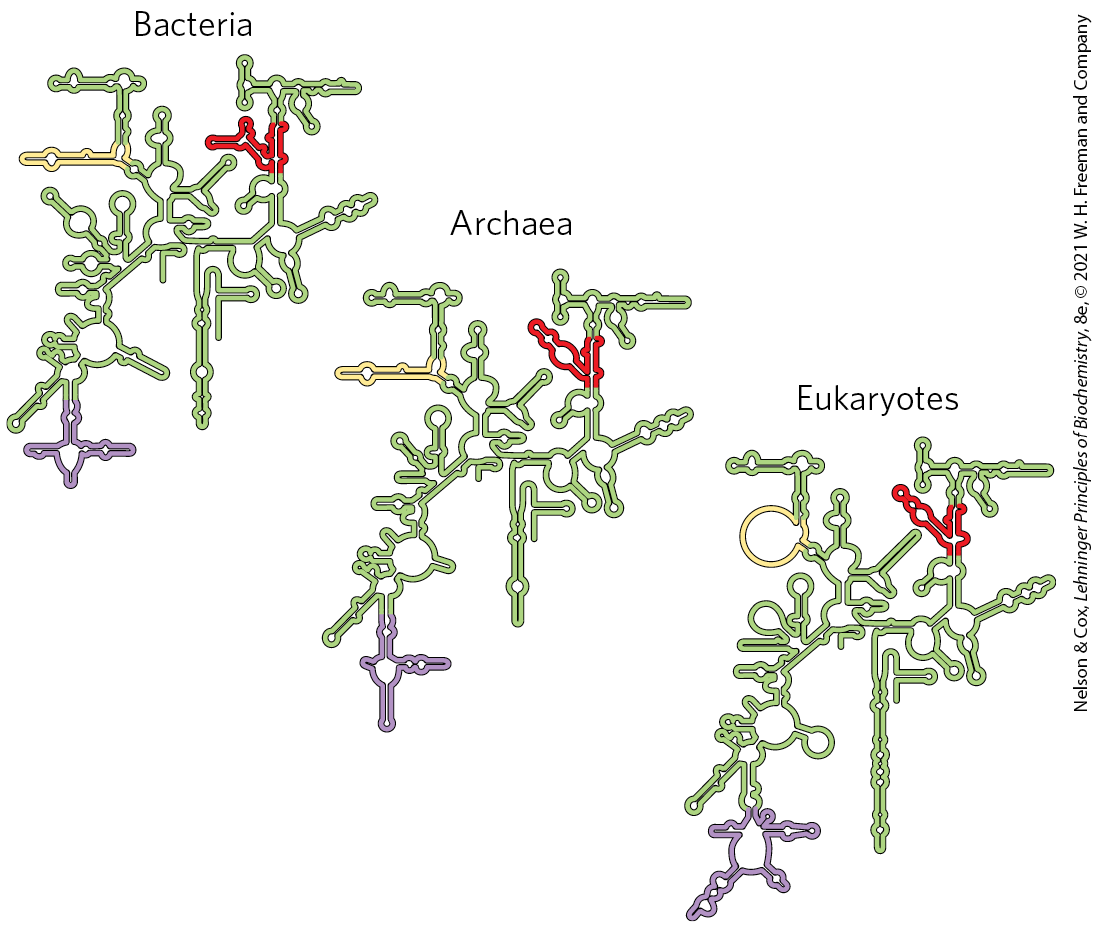 Bacteria
Archaea
Eukaryotes
Nelson & Cox, Lehninger Principles of Biochemistry, 8e, © 2021 W. H. Freeman and Company